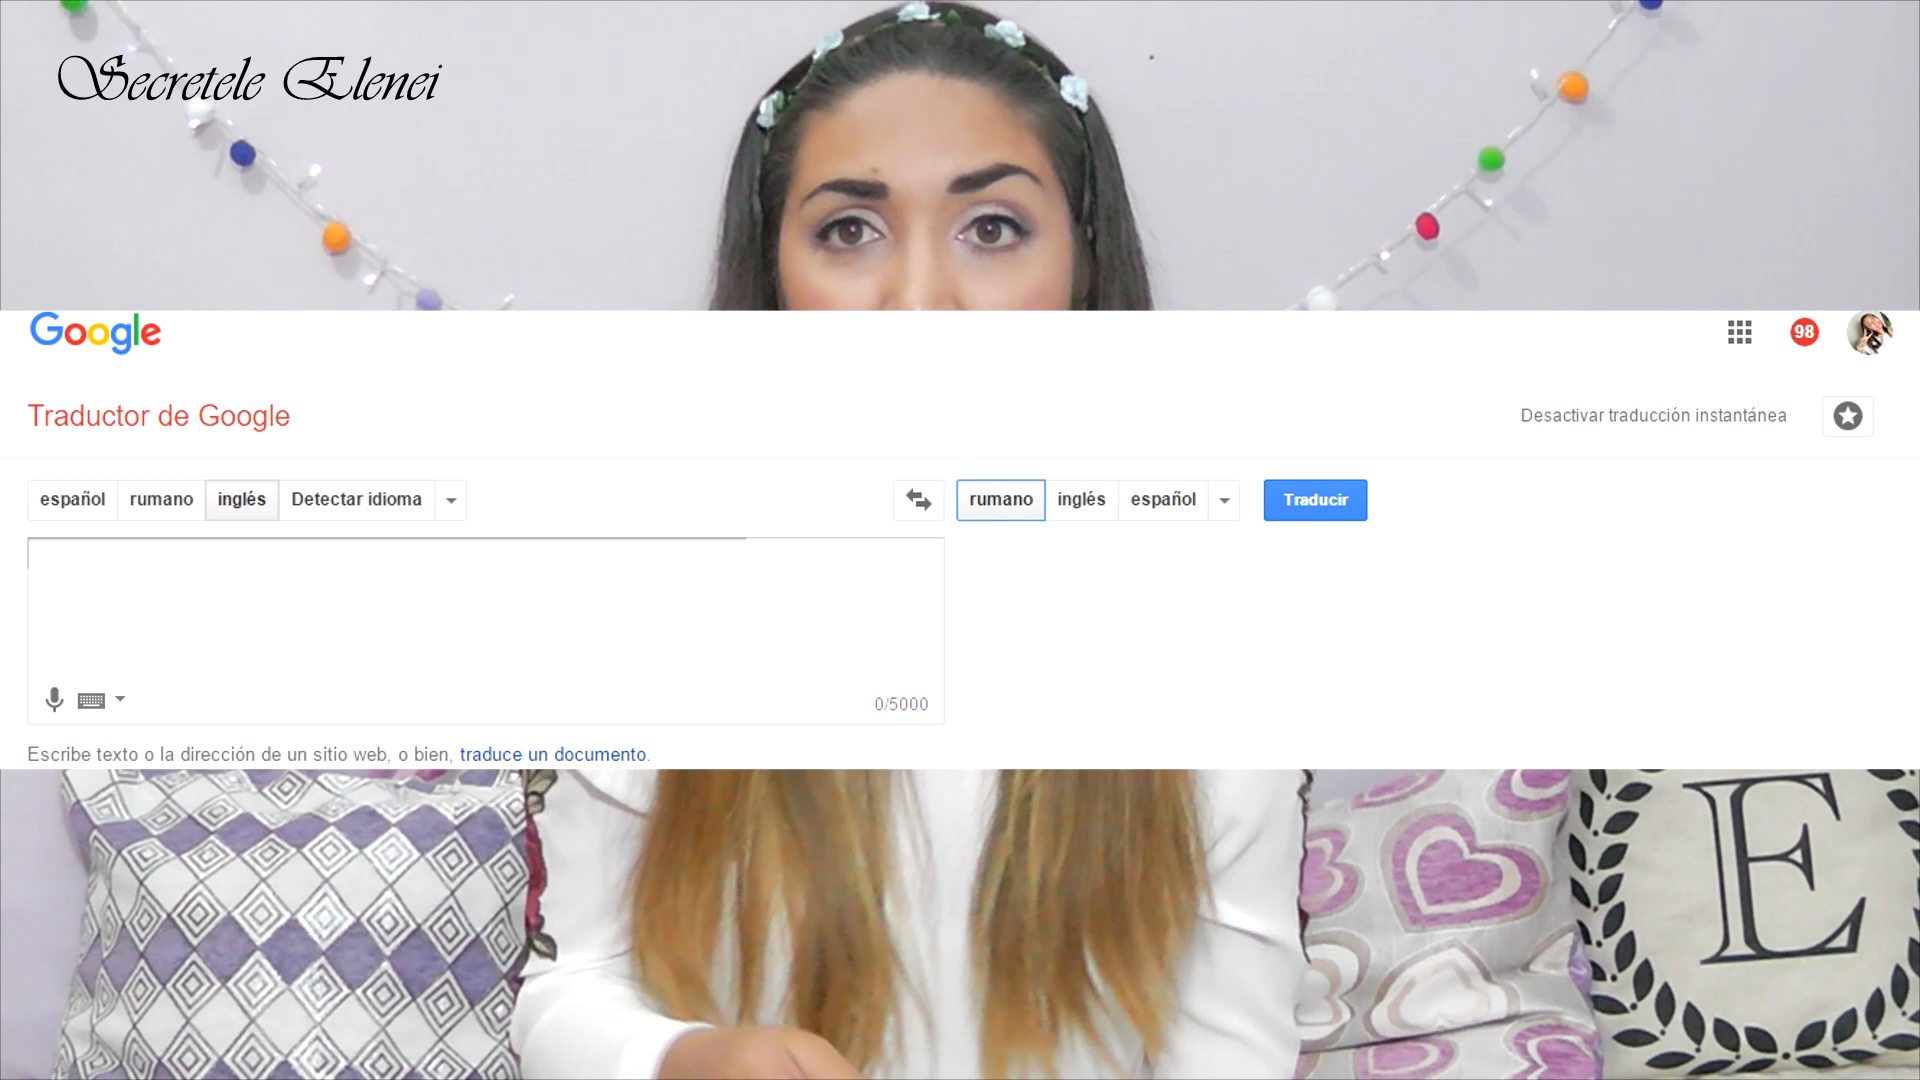 Secretele Elenei
Google
98
Traductor de Google
Desactivar traducción instantánea
español rumano inglés Detectar idioma
rumano inglés español Traducir
0/5000
Escribe texto o la dirección de un sitio web, o bien, traduce un documento.
E